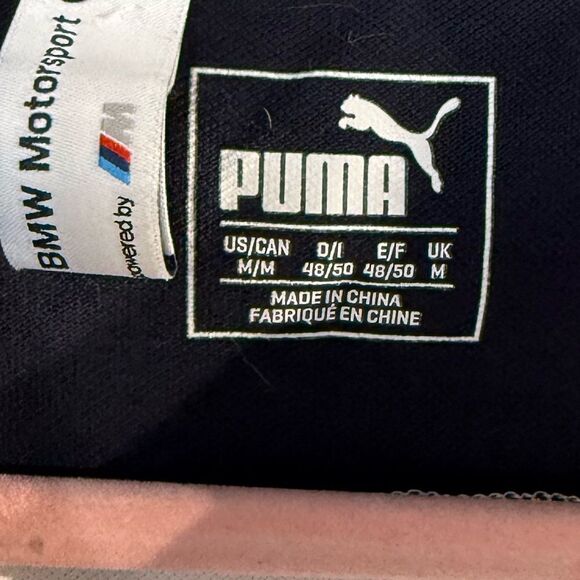 BMW Motorsport
powered by M
PUMA
US/CAN D/I E/F UK
M/M 48/50 48/50 M
MADE IN CHINA
FABRIQUÉ EN CHINE